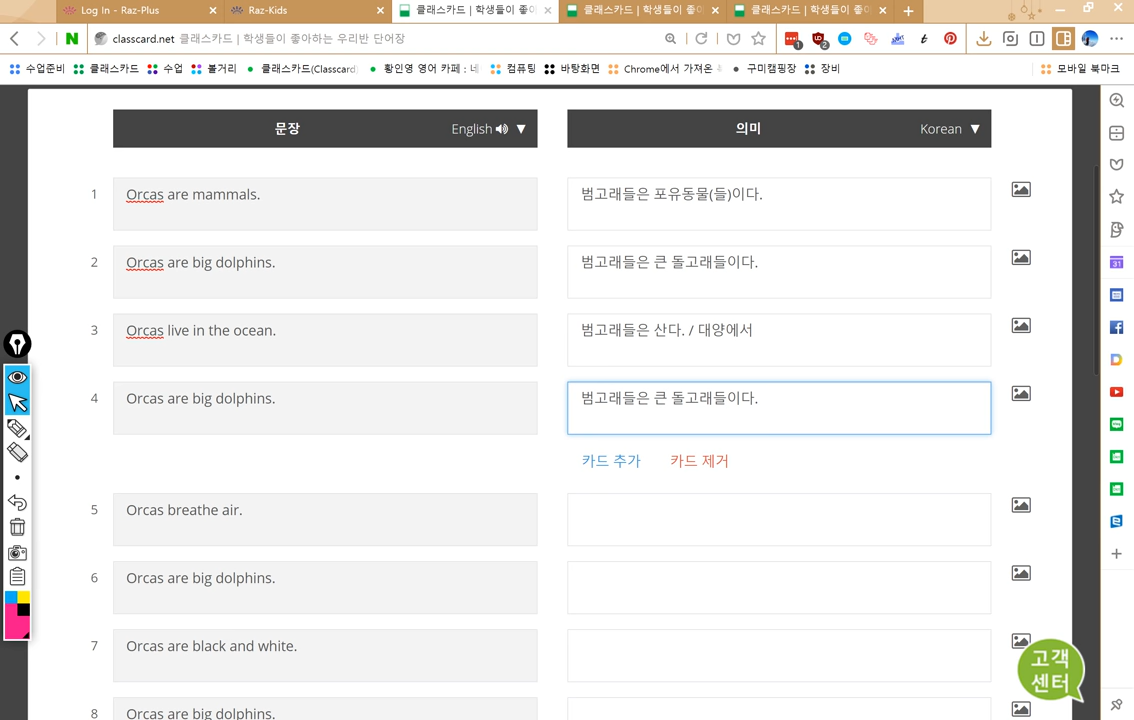 Log In - Raz-Plus
Raz-Kids
클래스카드 | 학생들이 좋아
클래스카드 | 학생들이 좋아
클래스카드 | 학생들이 좋아
classcard.net 클래스카드 | 학생들이 좋아하는 우리반 단어장
수업준비
클래스카드
수업
볼거리
클래스카드(Classcard
황인영 영어 카페 : 네
컴퓨팅
바탕화면
Chrome에서 가져온
구미캠핑장
장비
모바일 북마크
문장
English
의미
Korean
1
Orcas are mammals.
범고래들은 포유동물(들)이다.
2
Orcas are big dolphins.
범고래들은 큰 돌고래들이다.
3
Orcas live in the ocean.
범고래들은 산다. / 대양에서
4
Orcas are big dolphins.
범고래들은 큰 돌고래들이다.
카드 추가
카드 제거
5
Orcas breathe air.
6
Orcas are big dolphins.
7
Orcas are black and white.
8
Orcas are big dolphins.
고객
센터